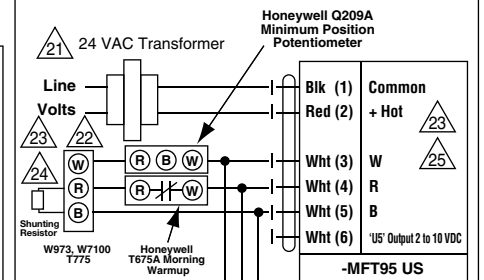 Honeywell Q209A
Minimum Position
Potentiometer
21
24 VAC Transformer
Line
Volts
Blk (1) Common
Red (2) + Hot
23
23
22
24
25
W
R B W
Wht (3) W
R
R W
Wht (4) R
B
Wht (5) B
Wht (6) ‘U5’ Output 2 to 10 VDC
Shunting
Resistor
W973, W7100
T775
Honeywell
T675A Morning
Warmup
-MFT95 US